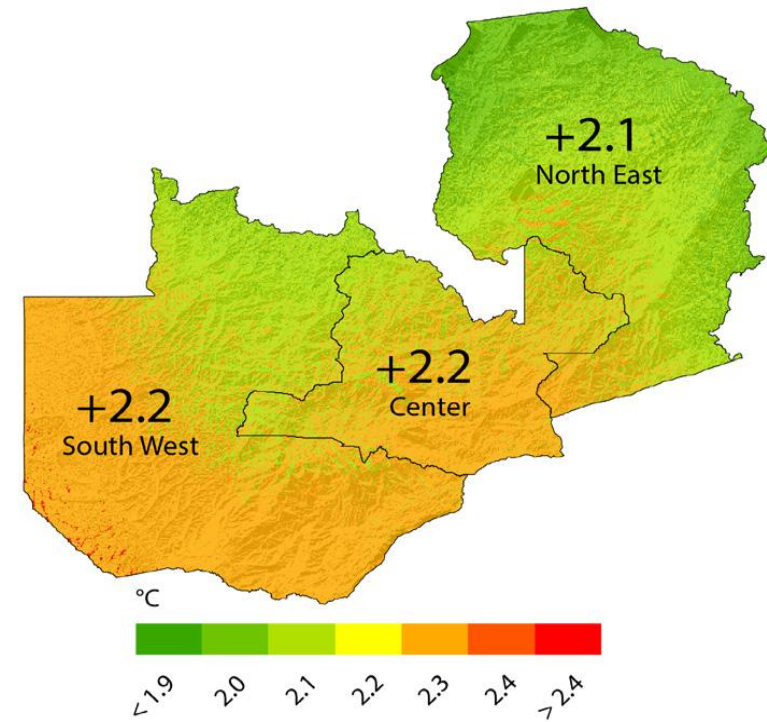 +2.1
North East
+2.2
Center
+2.2
South West
°C
< 1.9
2.0
2.1
2.2
2.3
2.4
> 2.4